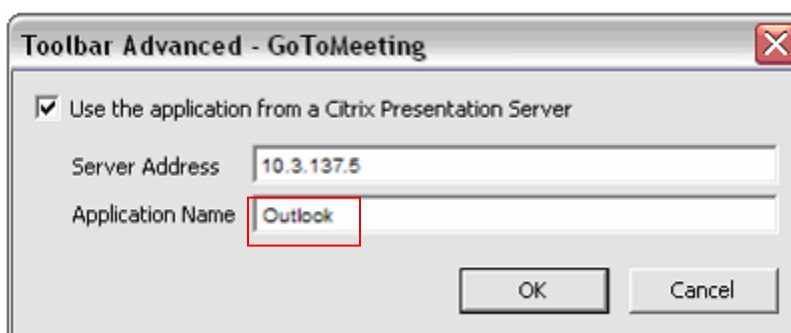 Toolbar Advanced - GoToMeeting
Use the application from a Citrix Presentation Server
Server Address 10.3.137.5
Application Name Outlook
OK Cancel